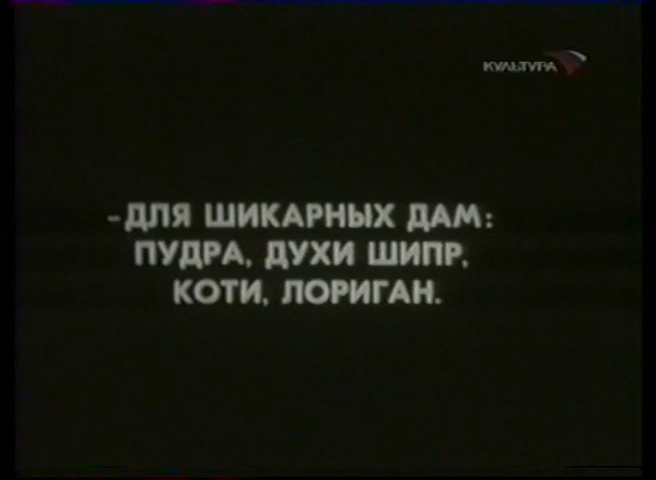 КУЛЬТУРА
-ДЛЯ ШИКАРНЫХ ДАМ:
ПУДРА, ДУХИ ШИПР,
КОТИ, ЛОРИГАН.